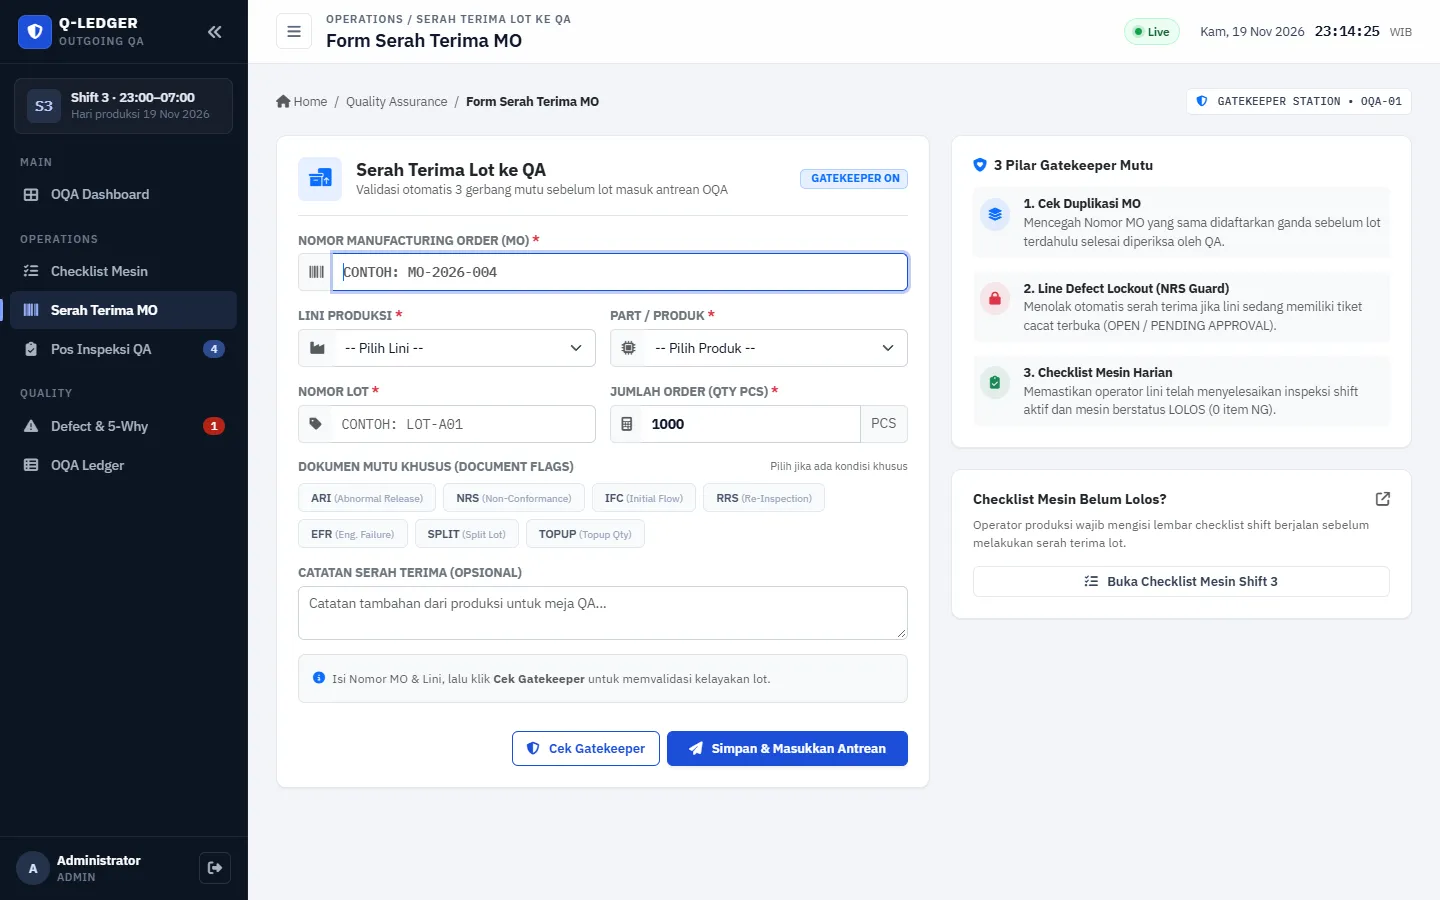 Q-LEDGER
OUTGOING QA
S3
Shift 3 · 23:00–07:00
Hari produksi 19 Nov 2026
MAIN
OQA Dashboard
OPERATIONS
Checklist Mesin
Serah Terima MO
Pos Inspeksi QA
4
QUALITY
Defect & 5-Why
1
OQA Ledger
A
Administrator
ADMIN
OPERATIONS / SERAH TERIMA LOT KE QA
Form Serah Terima MO
Live
Kam, 19 Nov 2026 23:14:25 WIB
Home / Quality Assurance / Form Serah Terima MO
GATEKEEPER STATION • OQA-01
Serah Terima Lot ke QA
Validasi otomatis 3 gerbang mutu sebelum lot masuk antrean OQA
GATEKEEPER ON
NOMOR MANUFACTURING ORDER (MO) *
CONTOH: MO-2026-004
LINI PRODUKSI *
-- Pilih Lini --
PART / PRODUK *
-- Pilih Produk --
NOMOR LOT *
CONTOH: LOT-A01
JUMLAH ORDER (QTY PCS) *
1000
PCS
DOKUMEN MUTU KHUSUS (DOCUMENT FLAGS)
Pilih jika ada kondisi khusus
ARI (Abnormal Release)
NRS (Non-Conformance)
IFC (Initial Flow)
RRS (Re-Inspection)
EFR (Eng. Failure)
SPLIT (Split Lot)
TOPUP (Topup Qty)
CATATAN SERAH TERIMA (OPSIONAL)
Catatan tambahan dari produksi untuk meja QA...
Isi Nomor MO & Lini, lalu klik Cek Gatekeeper untuk memvalidasi kelayakan lot.
Cek Gatekeeper
Simpan & Masukkan Antrean
3 Pilar Gatekeeper Mutu
1. Cek Duplikasi MO
Mencegah Nomor MO yang sama didaftarkan ganda sebelum lot
terdahulu selesai diperiksa oleh QA.
2. Line Defect Lockout (NRS Guard)
Menolak otomatis serah terima jika lini sedang memiliki tiket
cacat terbuka (OPEN / PENDING APPROVAL).
3. Checklist Mesin Harian
Memastikan operator lini telah menyelesaikan inspeksi shift
aktif dan mesin berstatus LOLOS (0 item NG).
Checklist Mesin Belum Lolos?
Operator produksi wajib mengisi lembar checklist shift berjalan sebelum
melakukan serah terima lot.
Buka Checklist Mesin Shift 3